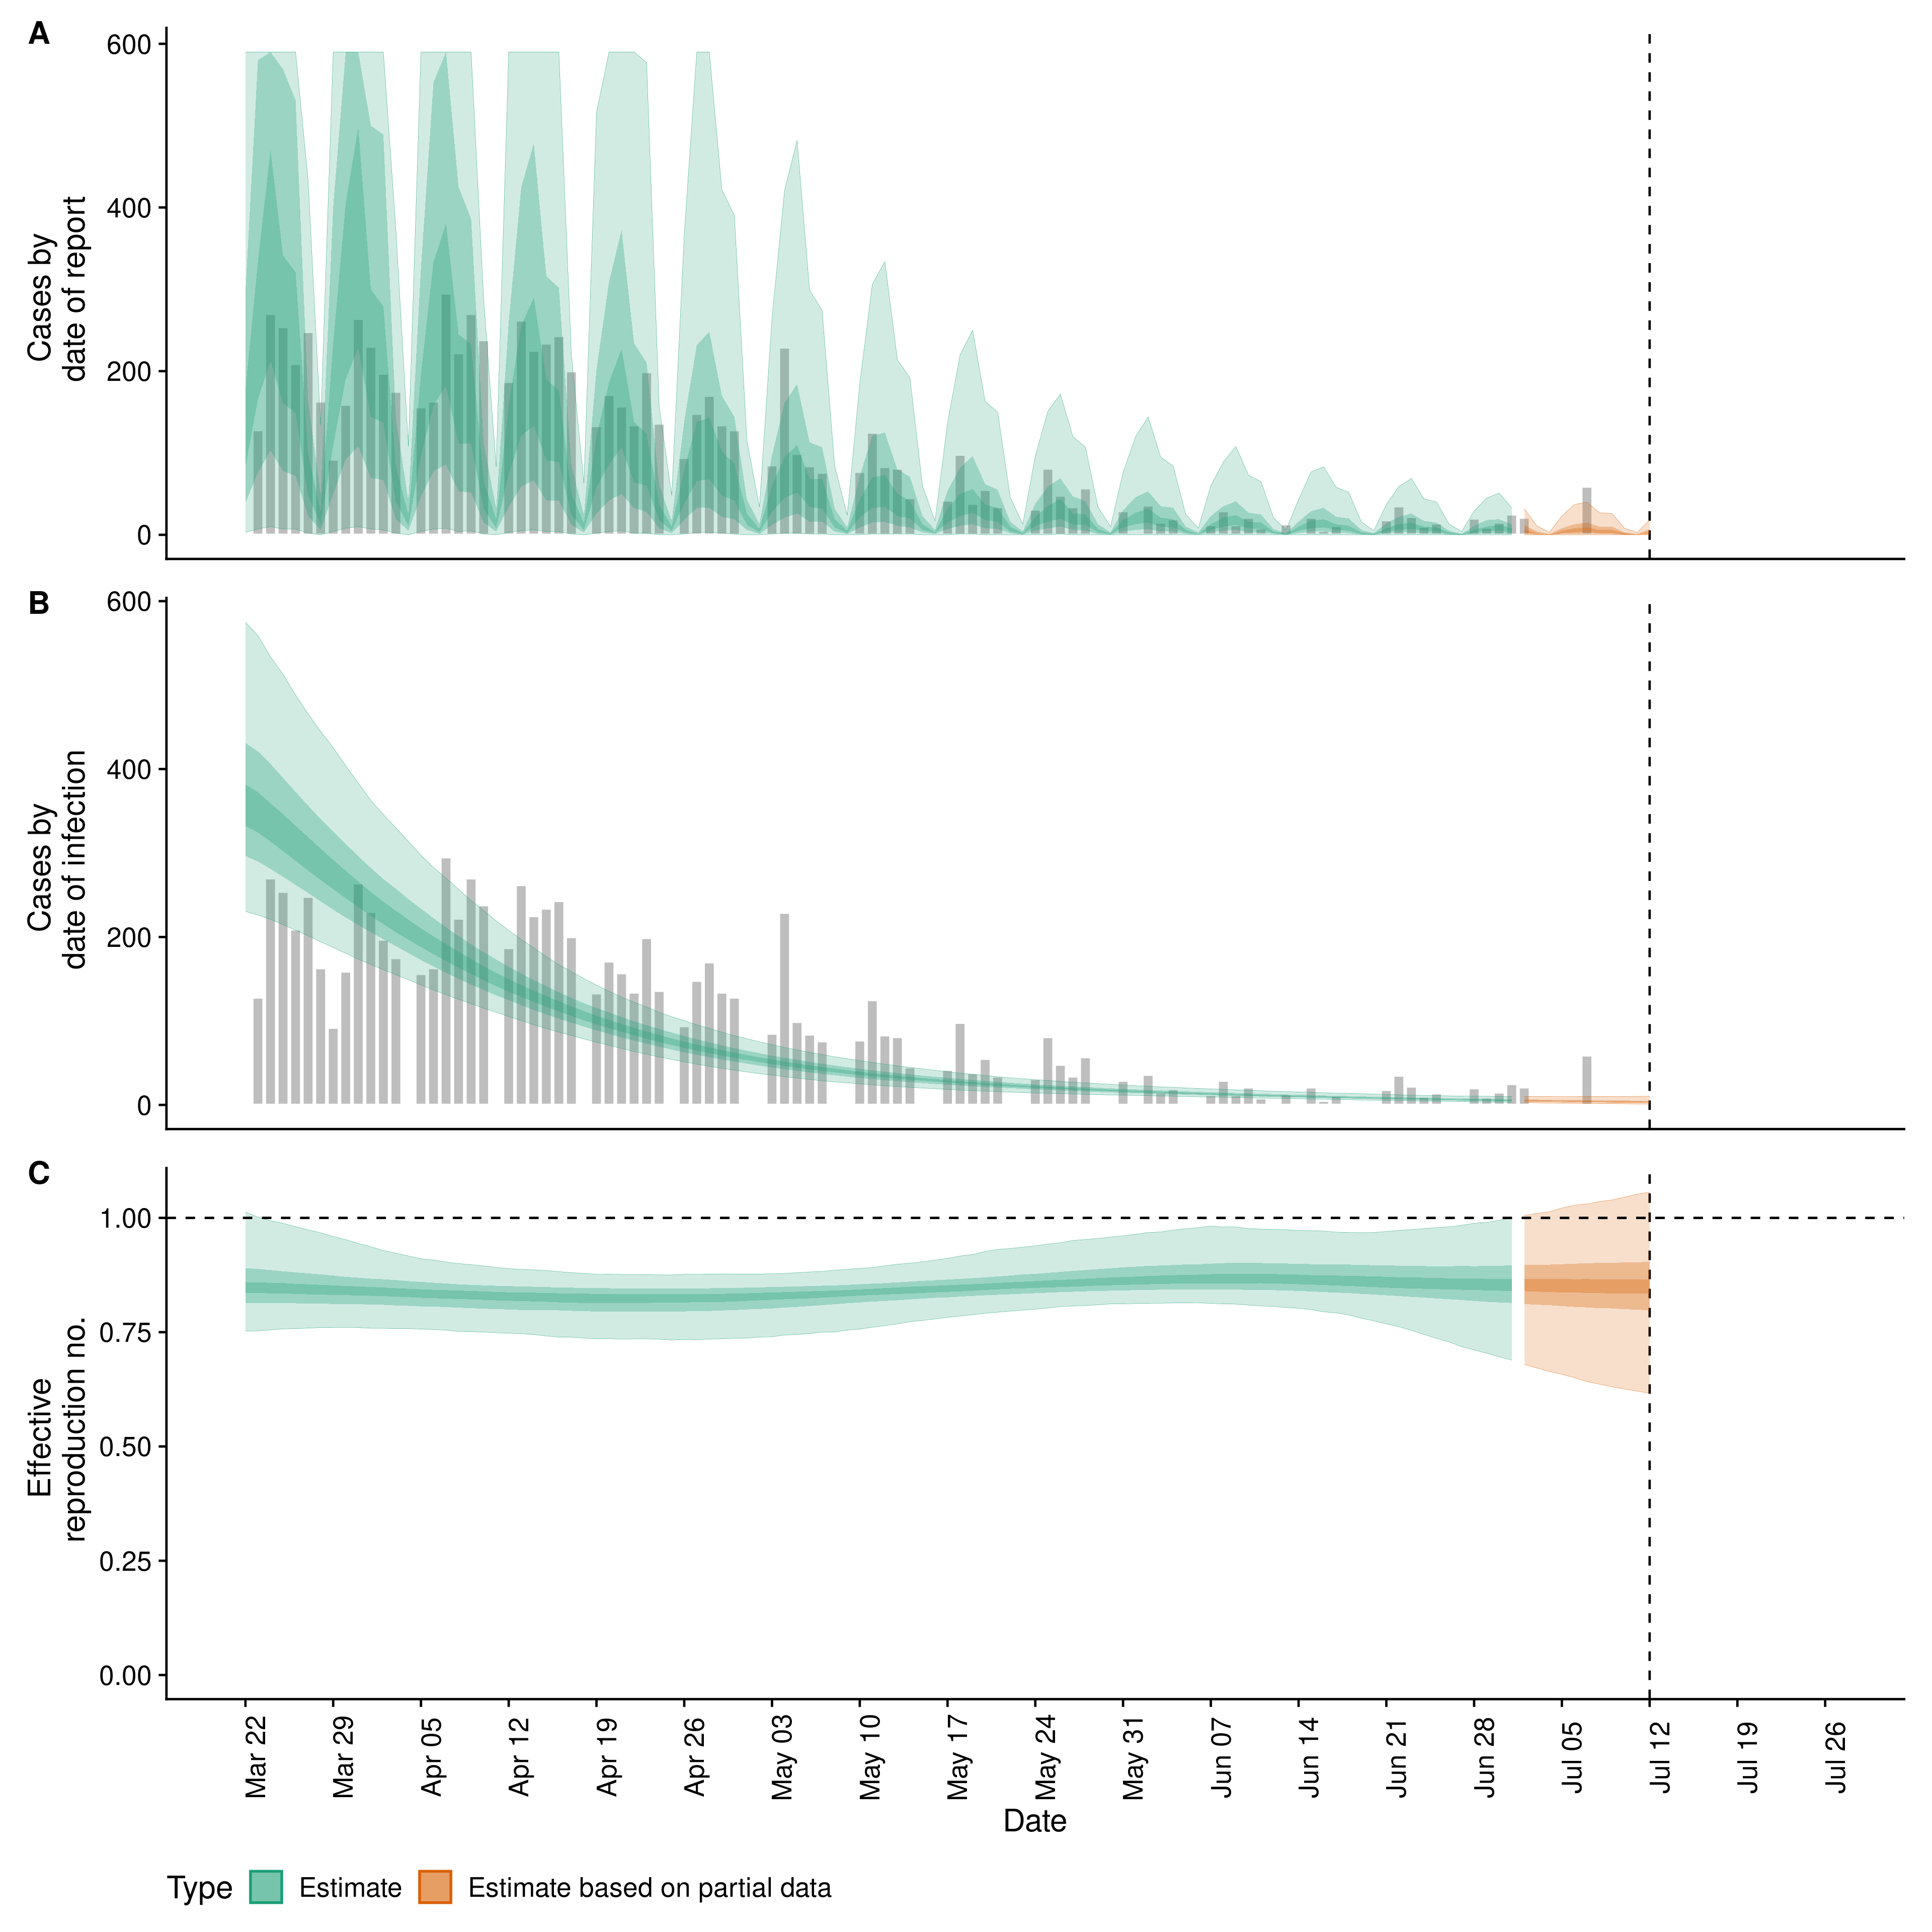 A
600
400
200
0
Cases by
date of report
B
600
400
200
0
Cases by
date of infection
C
1.00
0.75
0.50
0.25
0.00
Effective
reproduction no.
Mar 22
Mar 29
Apr 05
Apr 12
Apr 19
Apr 26
May 03
May 10
May 17
May 24
May 31
Jun 07
Jun 14
Jun 21
Jun 28
Jul 05
Jul 12
Jul 19
Jul 26
Date
Type Estimate Estimate based on partial data